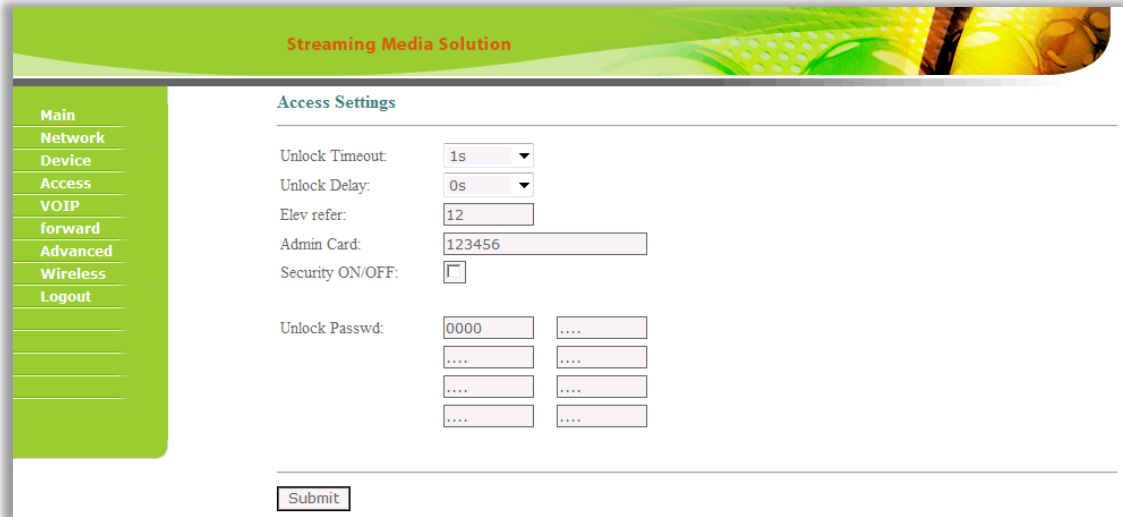 Streaming Media Solution
Main
Network
Device
Access
VOIP
forward
Advanced
Wireless
Logout
Access Settings
Unlock Timeout: 1s
Unlock Delay: 0s
Elev refer: 12
Admin Card: 123456
Security ON/OFF:
Unlock Passwd: 0000 ....
.... ....
.... ....
.... ....
Submit